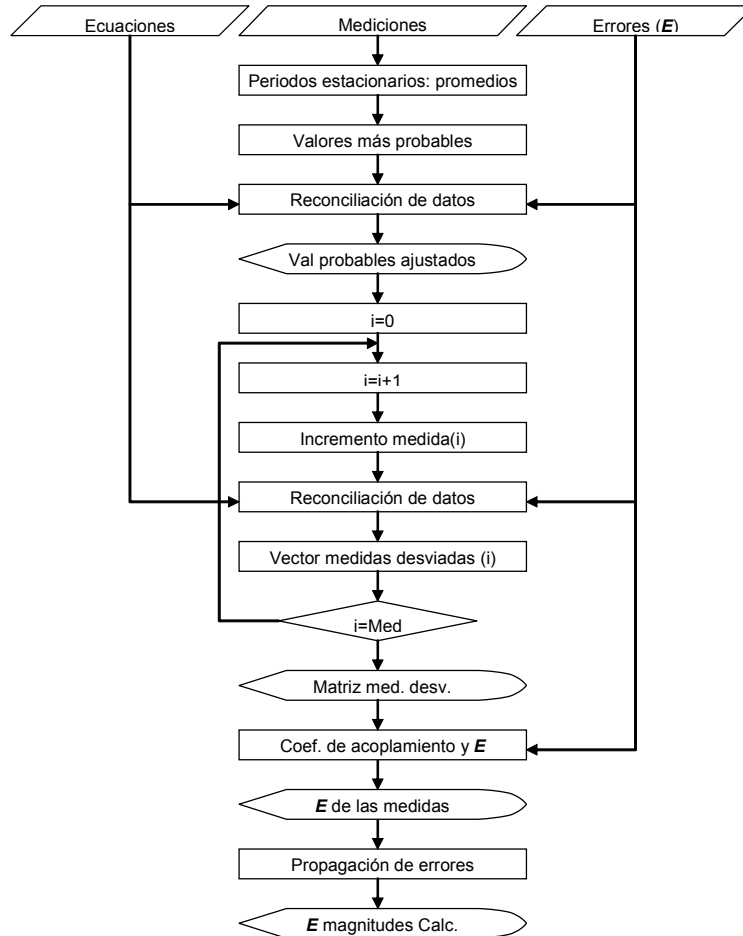 Ecuaciones
Mediciones
Errores (E)
Periodos estacionarios: promedios
Valores más probables
Reconciliación de datos
Val probables ajustados
i=0
i=i+1
Incremento medida(i)
Reconciliación de datos
Vector medidas desviadas (i)
i=Med
Matriz med. desv.
Coef. de acoplamiento y E
E de las medidas
Propagación de errores
E magnitudes Calc.